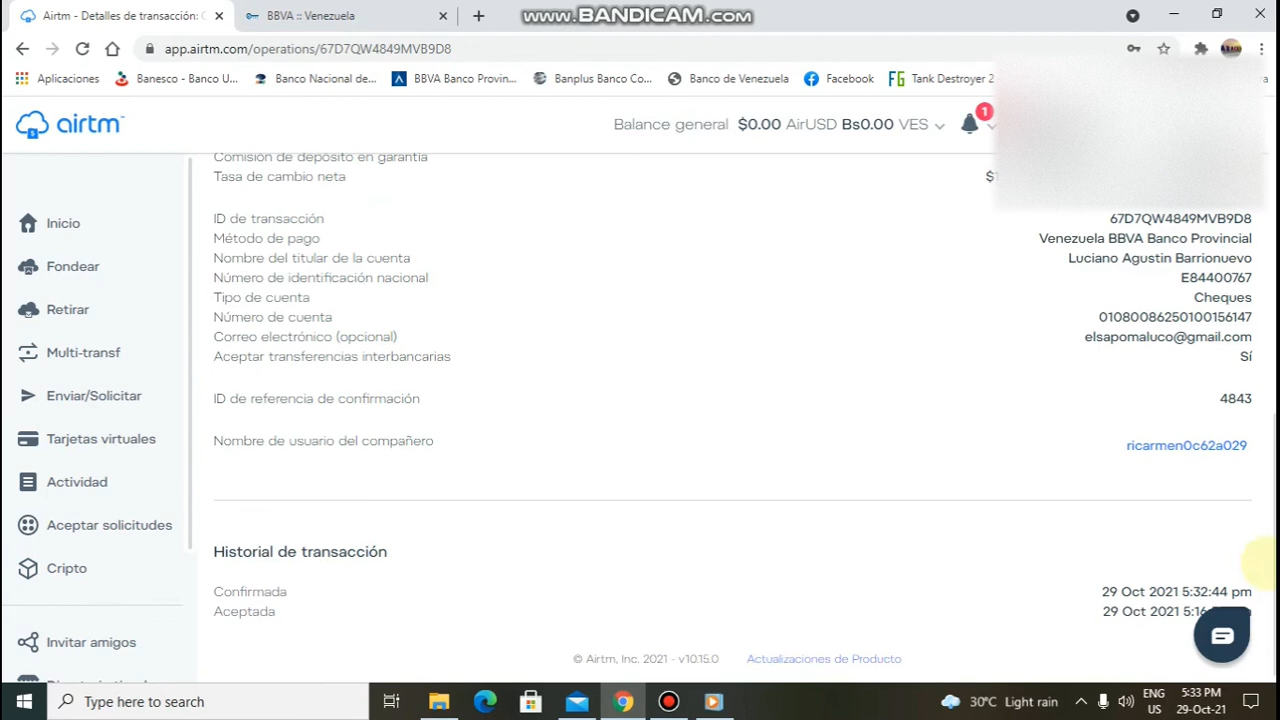 Airtm - Detalles de transacción: C
BBVA :: Venezuela
www.BANDICAM.com
app.airtm.com/operations/67D7QW4849MVB9D8
Aplicaciones
Banesco - Banco U...
Banco Nacional de...
BBVA Banco Provin...
Banplus Banco Co...
Banco de Venezuela
Facebook
FG Tank Destroyer 2
airtm
Balance general $0.00 AirUSD Bs0.00 VES
1
Comisión de depósito en garantía
Tasa de cambio neta
ID de transacción 67D7QW4849MVB9D8
Método de pago Venezuela BBVA Banco Provincial
Nombre del titular de la cuenta Luciano Agustin Barrionuevo
Número de identificación nacional E84400767
Tipo de cuenta Cheques
Número de cuenta 01080086250100156147
Correo electrónico (opcional) elsapomaluco@gmail.com
Aceptar transferencias interbancarias Sí
ID de referencia de confirmación 4843
Nombre de usuario del compañero ricarmen0c62a029
Historial de transacción
Confirmada 29 Oct 2021 5:32:44 pm
Aceptada 29 Oct 2021
© Airtm, Inc. 2021 - v10.15.0 Actualizaciones de Producto
Inicio
Fondear
Retirar
Multi-transf
Enviar/Solicitar
Tarjetas virtuales
Actividad
Aceptar solicitudes
Cripto
Invitar amigos
Type here to search
30°C Light rain
ENG
US
5:33 PM
29-Oct-21